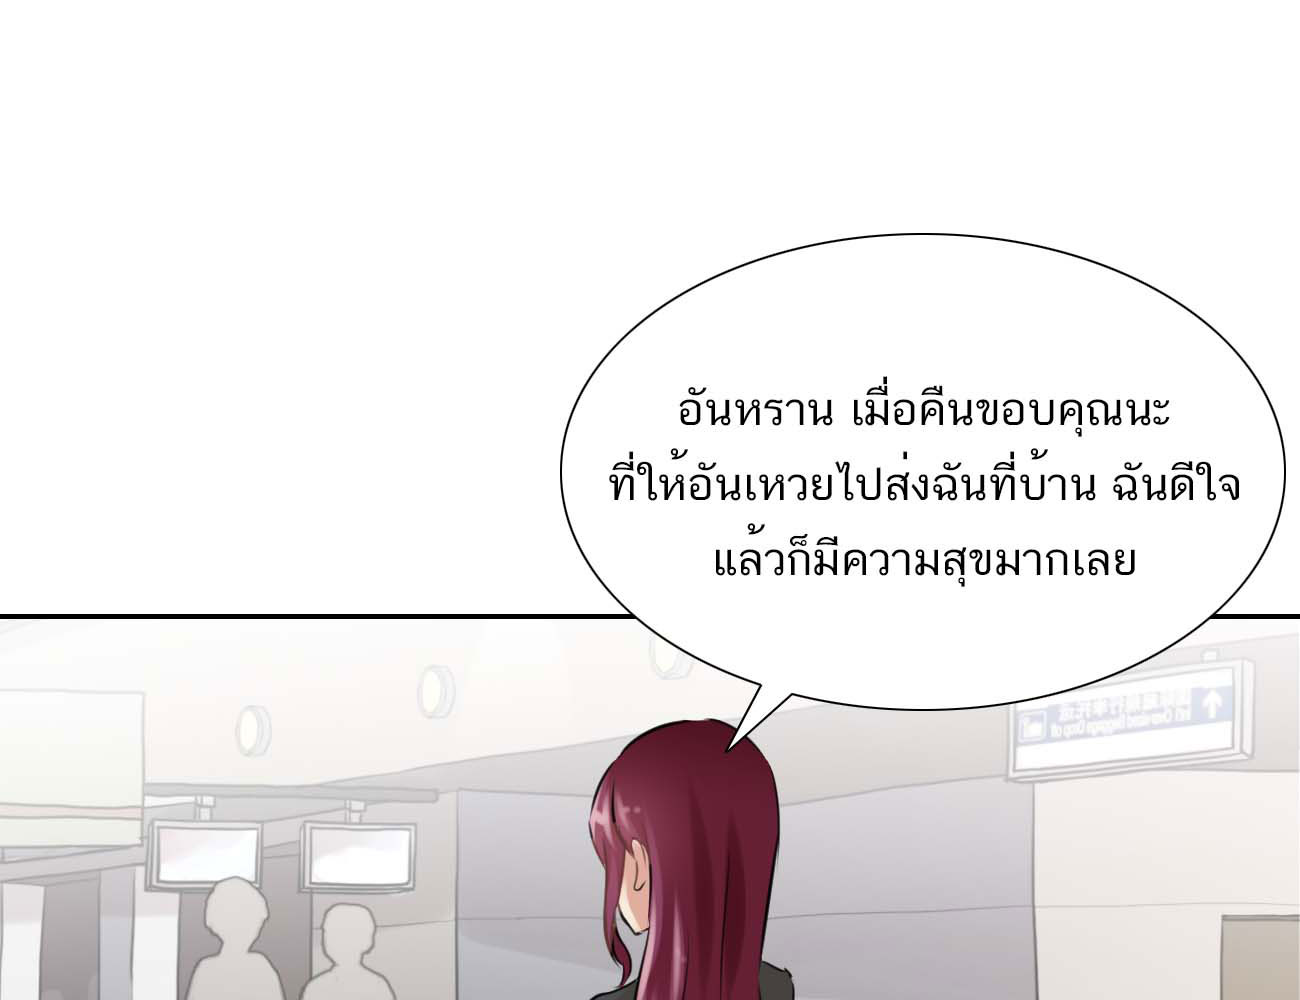 อันหราน เมื่อคืนขอบคุณนะ
ที่ให้อันเหวยไปส่งฉันที่บ้าน ฉันดีใจ
แล้วก็มีความสุขมากเลย